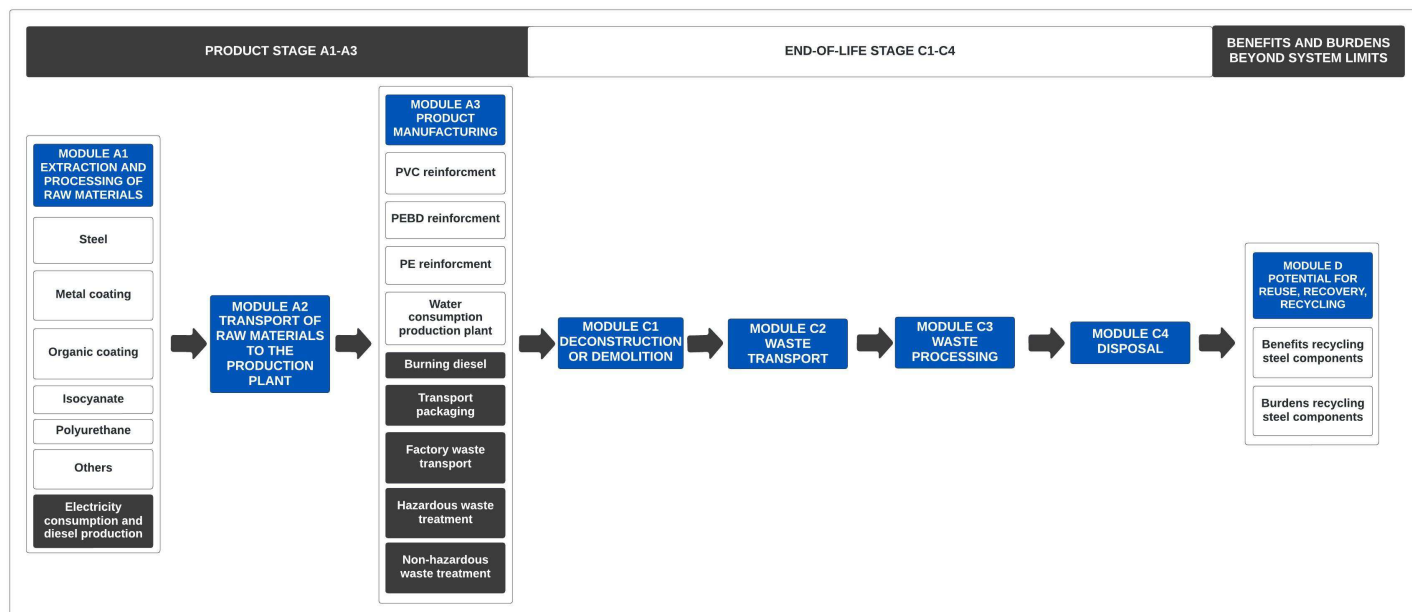 PRODUCT STAGE A1-A3
END-OF-LIFE STAGE C1-C4
BENEFITS AND BURDENS
BEYOND SYSTEM LIMITS
MODULE A1
EXTRACTION AND
PROCESSING OF
RAW MATERIALS
Steel
Metal coating
Organic coating
Isocyanate
Polyurethane
Others
Electricity
consumption and
diesel production
MODULE A2
TRANSPORT OF
RAW MATERIALS
TO THE
PRODUCTION
PLANT
MODULE A3
PRODUCT
MANUFACTURING
PVC reinforcment
PEBD reinforcment
PE reinforcment
Water
consumption
production plant
Burning diesel
Transport
packaging
Factory waste
transport
Hazardous waste
treatment
Non-hazardous
waste treatment
MODULE C1
DECONSTRUCTION
OR DEMOLITION
MODULE C2
WASTE
TRANSPORT
MODULE C3
WASTE
PROCESSING
MODULE C4
DISPOSAL
MODULE D
POTENTIAL FOR
REUSE, RECOVERY,
RECYCLING
Benefits recycling
steel components
Burdens recycling
steel components